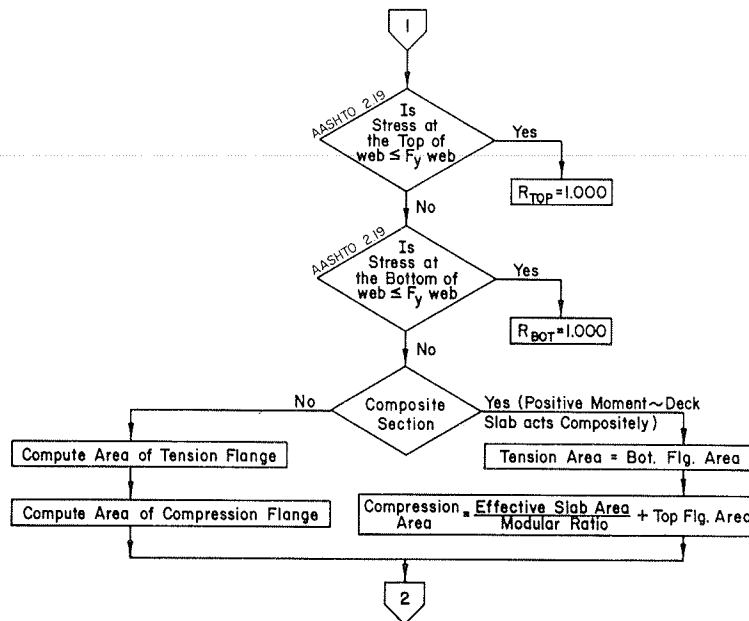 1
AASHTO 2.19
Is
Stress at
the Top of
web ≤ Fy web
Yes
R TOP = 1.000
No
AASHTO 2.19
Is
Stress at
the Bottom of
web ≤ Fy web
Yes
R BOT = 1.000
No
Composite
Section
No
Yes (Positive Moment~Deck
Slab acts Compositely)
Compute Area of Tension Flange
Tension Area = Bot. Flg. Area
Compute Area of Compression Flange
Compression Area = Effective Slab Area / Modular Ratio + Top Flg. Area
2